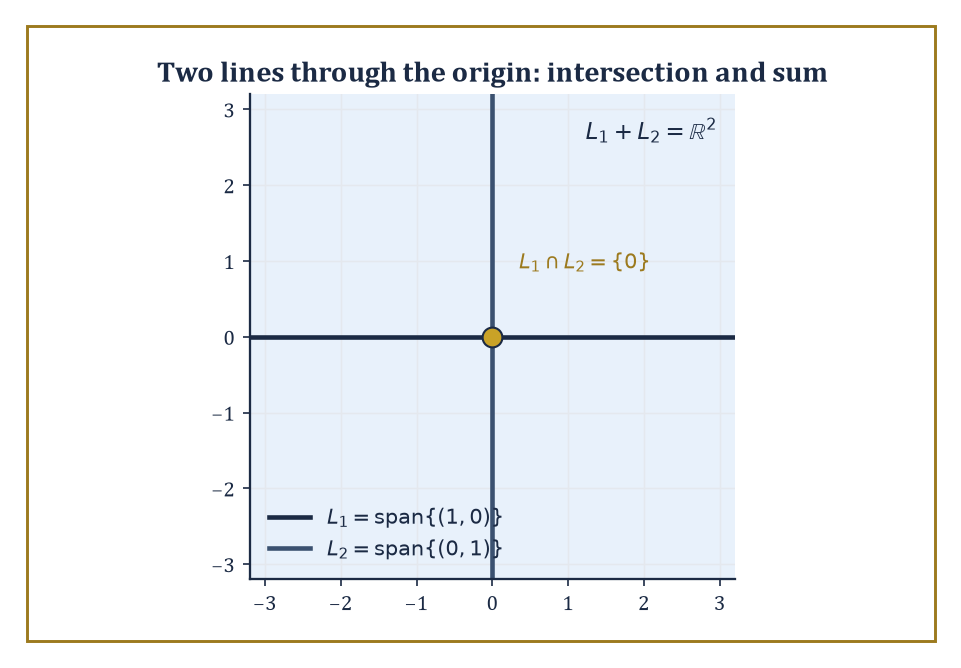 Two lines through the origin: intersection and sum
3
L₁ + L₂ = ℝ²
2
1
L₁ ∩ L₂ = {0}
0
−1
−2
L₁ = span{(1, 0)}
L₂ = span{(0, 1)}
−3
−3 −2 −1 0 1 2 3